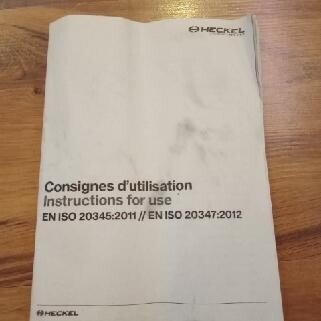 HECKEL
Consignes d'utilisation
Instructions for use
EN ISO 20345:2011 // EN ISO 20347:2012
HECKEL